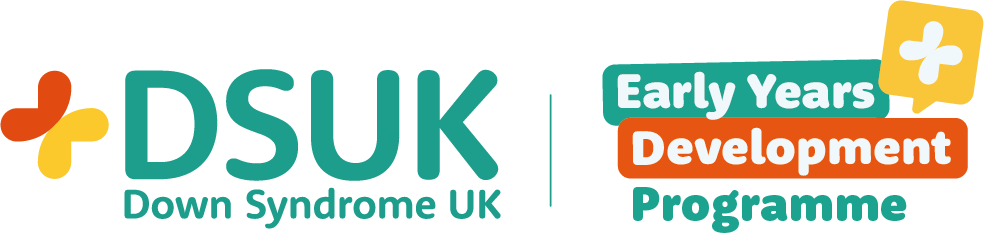 DSUK
Down Syndrome UK
Early Years
Development
Programme